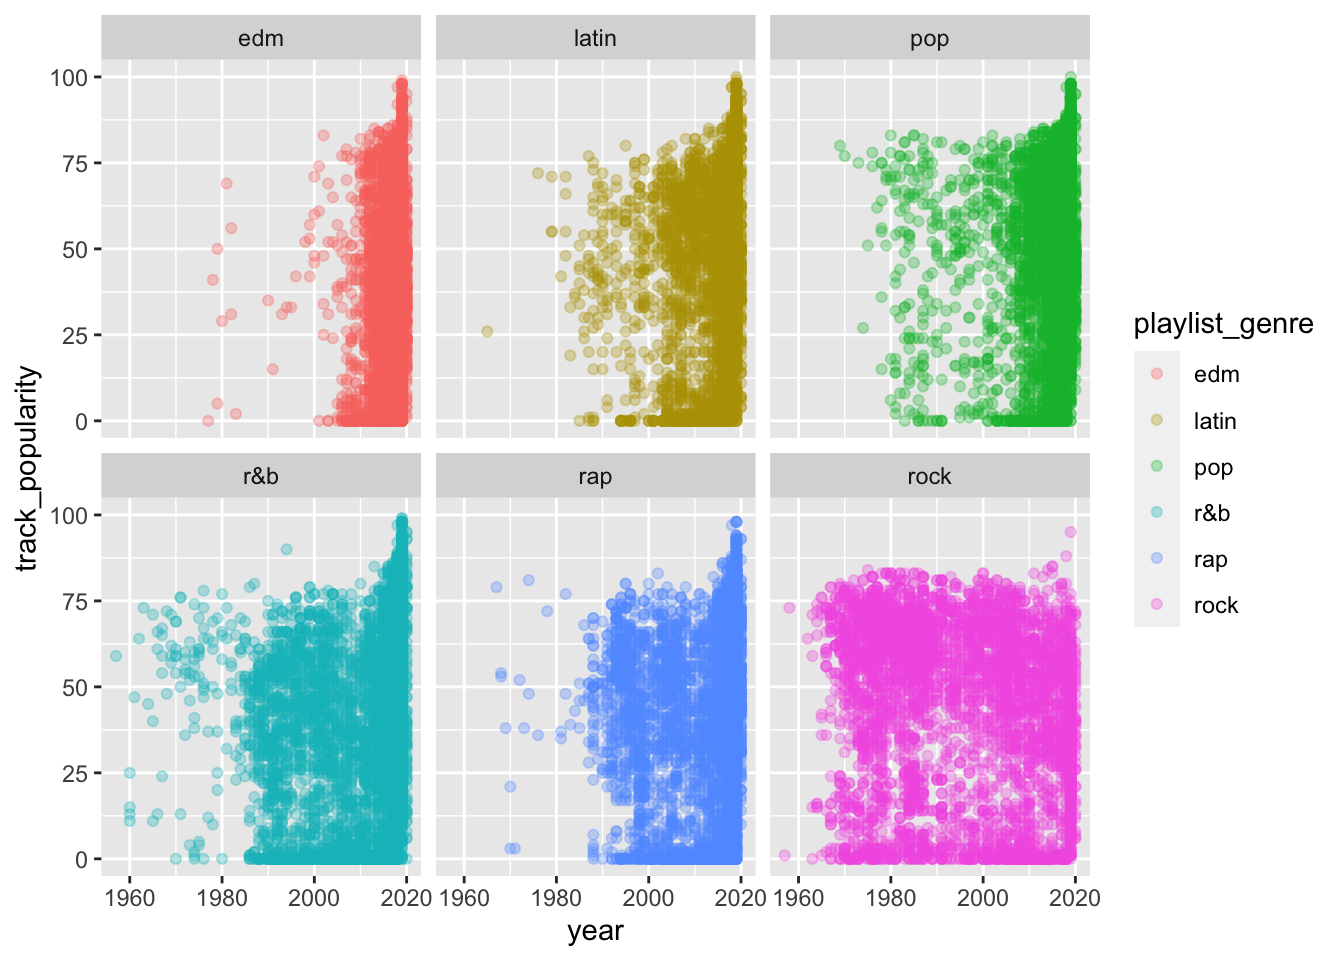 edm latin pop
100
75
50
25
0
r&b rap rock
100
75
50
25
0
1960 1980 2000 2020 1960 1980 2000 2020 1960 1980 2000 2020
year
track_popularity
playlist_genre
edm
latin
pop
r&b
rap
rock